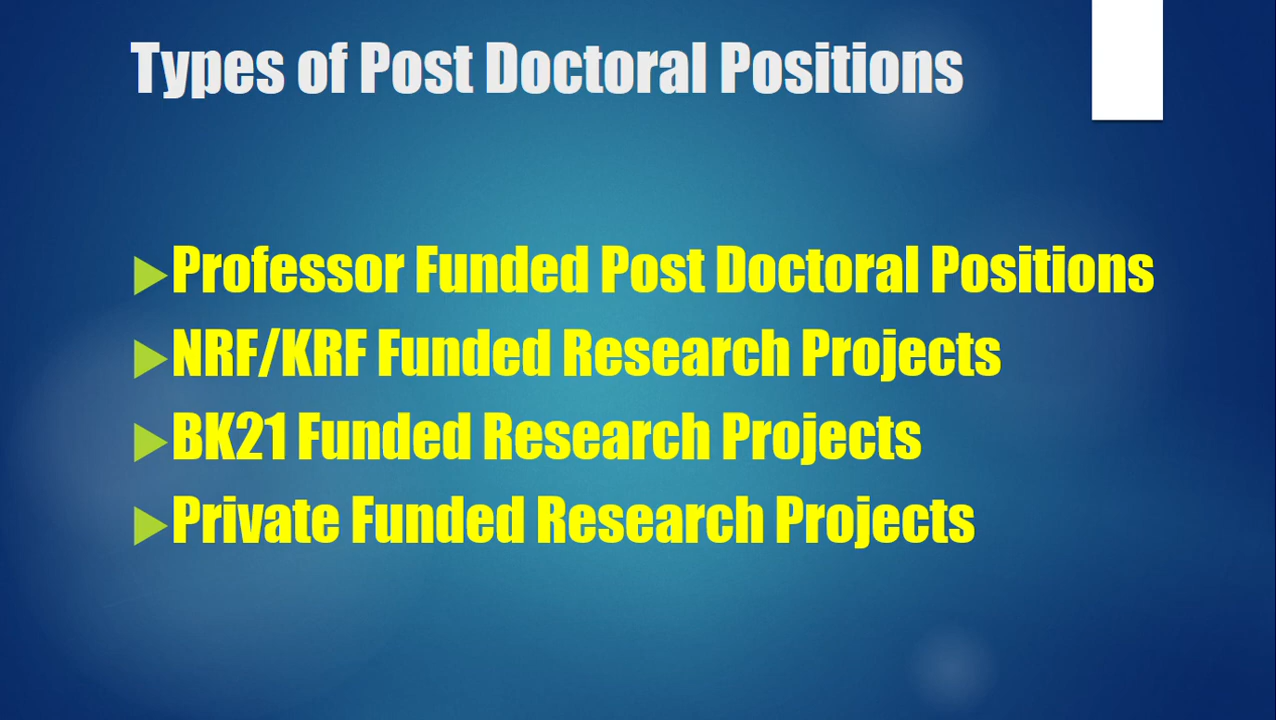 Types of Post Doctoral Positions
Professor Funded Post Doctoral Positions
NRF/KRF Funded Research Projects
BK21 Funded Research Projects
Private Funded Research Projects